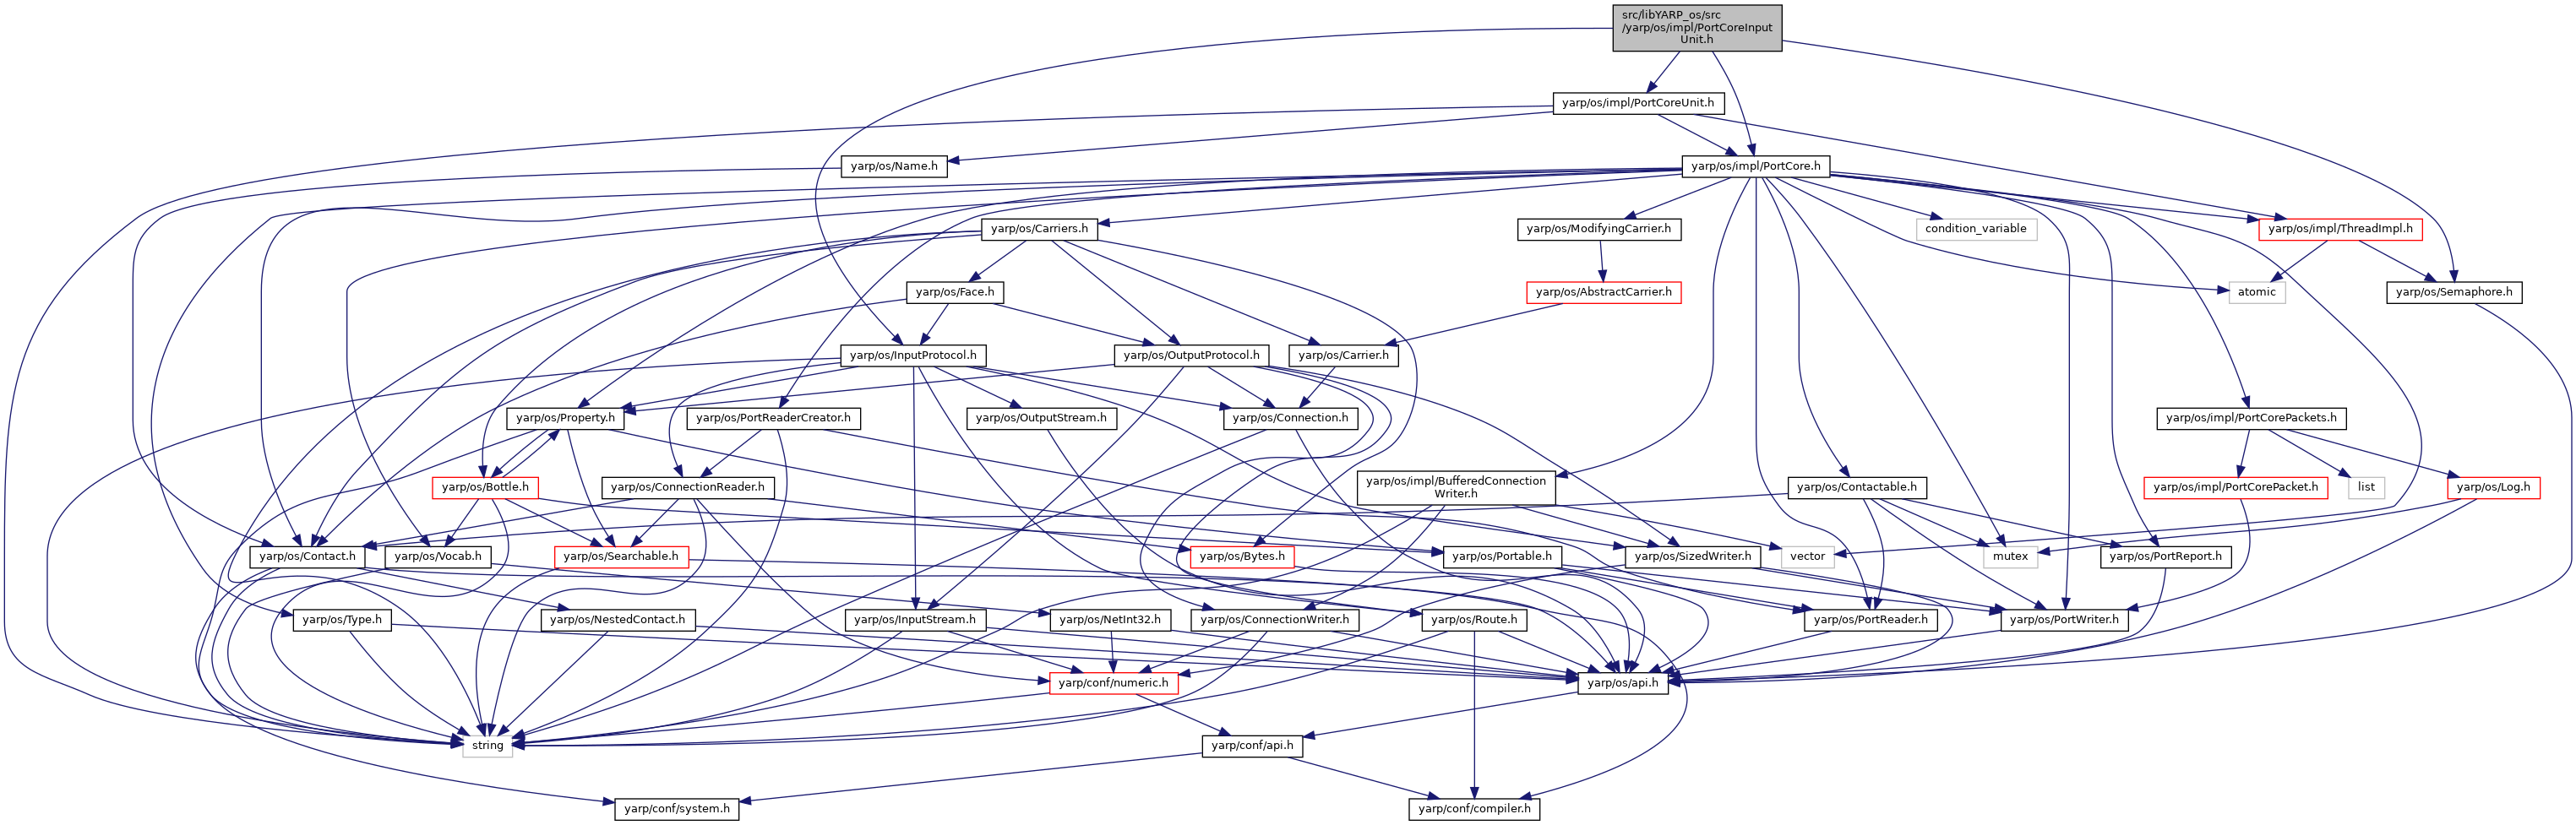 src/libYARP_os/src
/yarp/os/impl/PortCoreInput
Unit.h
yarp/os/impl/PortCoreUnit.h
yarp/os/Name.h
yarp/os/impl/PortCore.h
yarp/os/Carriers.h
yarp/os/ModifyingCarrier.h
condition_variable
yarp/os/impl/ThreadImpl.h
yarp/os/Face.h
yarp/os/AbstractCarrier.h
atomic
yarp/os/Semaphore.h
yarp/os/InputProtocol.h
yarp/os/OutputProtocol.h
yarp/os/Carrier.h
yarp/os/Property.h
yarp/os/PortReaderCreator.h
yarp/os/OutputStream.h
yarp/os/Connection.h
yarp/os/impl/PortCorePackets.h
yarp/os/Bottle.h
yarp/os/ConnectionReader.h
yarp/os/impl/BufferedConnection
Writer.h
yarp/os/Contactable.h
yarp/os/impl/PortCorePacket.h
list
yarp/os/Log.h
yarp/os/Contact.h
yarp/os/Vocab.h
yarp/os/Searchable.h
yarp/os/Bytes.h
yarp/os/Portable.h
yarp/os/SizedWriter.h
vector
mutex
yarp/os/PortReport.h
yarp/os/Type.h
yarp/os/NestedContact.h
yarp/os/InputStream.h
yarp/os/NetInt32.h
yarp/os/ConnectionWriter.h
yarp/os/Route.h
yarp/os/PortReader.h
yarp/os/PortWriter.h
yarp/conf/numeric.h
yarp/os/api.h
string
yarp/conf/api.h
yarp/conf/system.h
yarp/conf/compiler.h